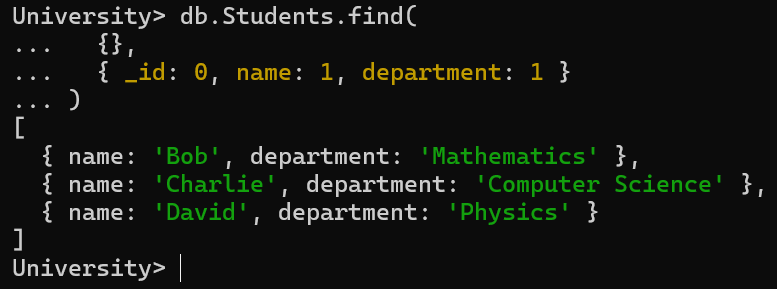 University> db.Students.find(
...   {},
...   { _id: 0, name: 1, department: 1 }
... )
[
  { name: 'Bob', department: 'Mathematics' },
  { name: 'Charlie', department: 'Computer Science' },
  { name: 'David', department: 'Physics' }
]
University>